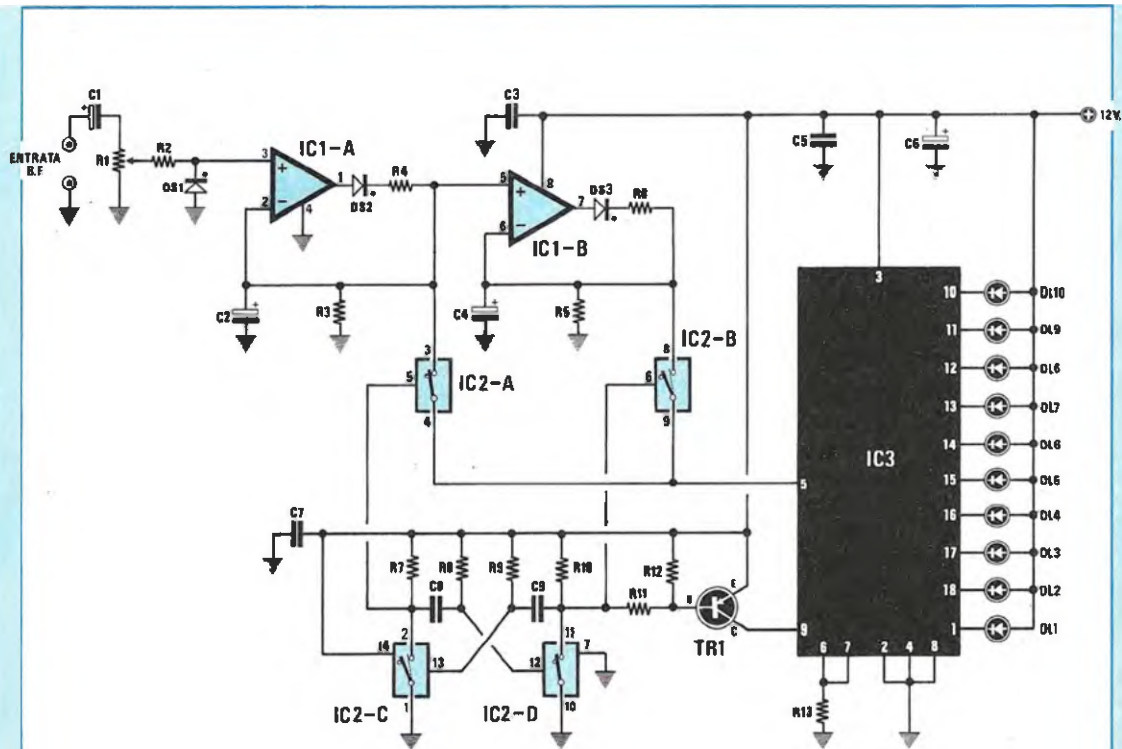 C1
C3
12V.
ENTRATA
B.F
R1
R2
DS1
3
2
IC1-A
1
4
DS2
R4
5
6
8
IC1-B
7
DS3
R6
C5
C6
C2
R3
C4
R5
3
5
IC2-A
4
IC2-B
8
6
9
3
IC3
5
9
10
11
12
13
14
15
16
17
18
1
DL10
DL9
DL6
DL7
DL6
DL5
DL4
DL3
DL2
DL1
6
7
2
4
8
R13
C7
R7
R8
R9
R10
R12
C8
C9
R11
B
E
C
TR1
2
14
13
1
IC2-C
11
12
7
10
IC2-D